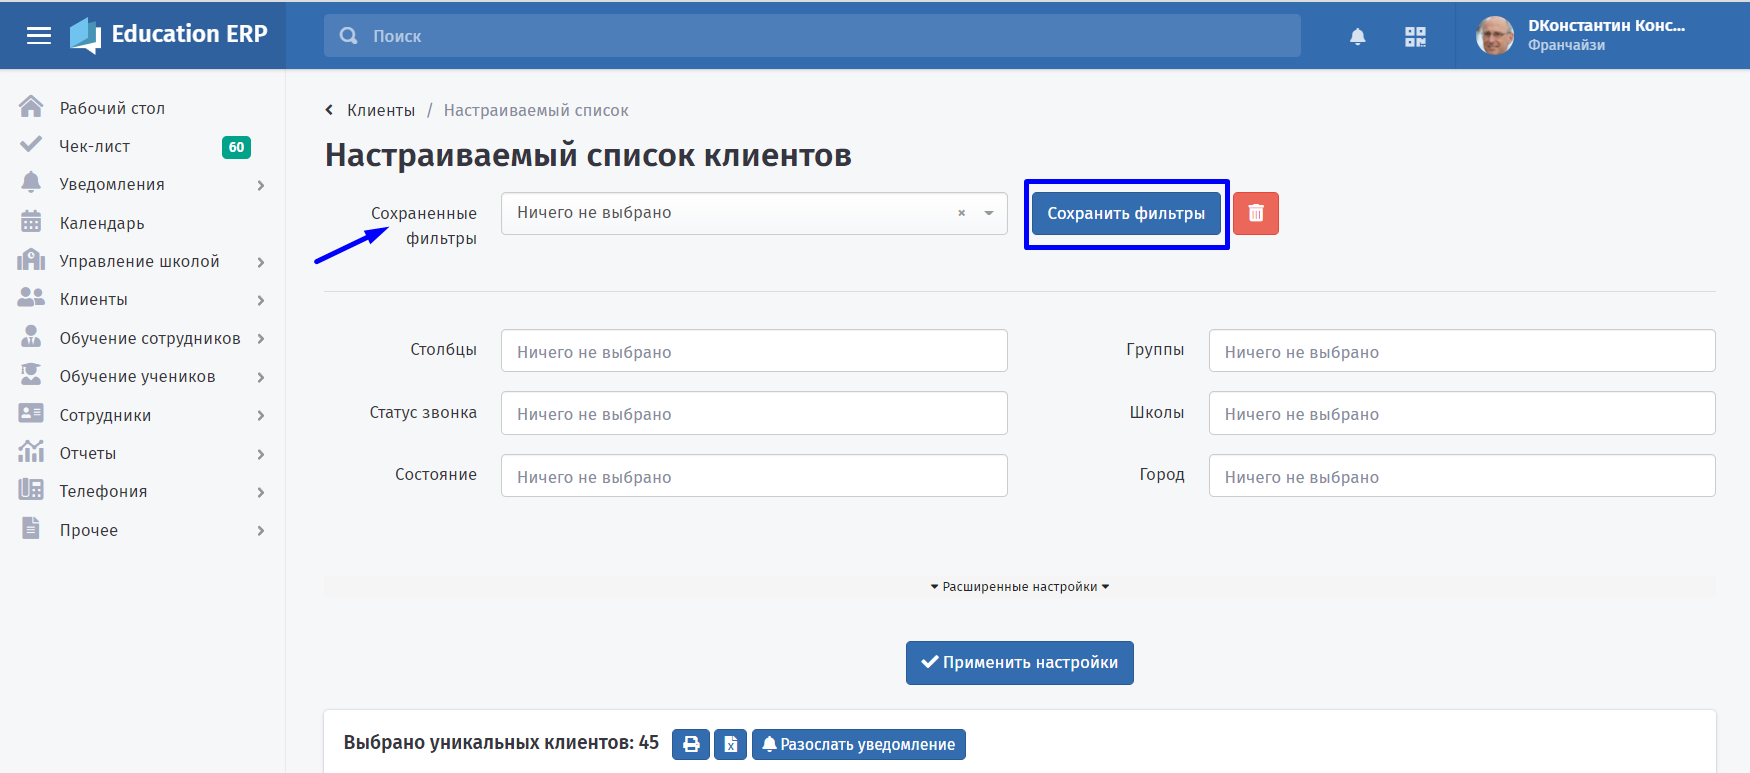 Education ERP
Поиск
DКонстантин Конс...
Франчайзи
Рабочий стол
Чек-лист 60
Уведомления
Календарь
Управление школой
Клиенты
Обучение сотрудников
Обучение учеников
Сотрудники
Отчеты
Телефония
Прочее
Клиенты / Настраиваемый список
Настраиваемый список клиентов
Сохраненные
фильтры
Ничего не выбрано × Сохранить фильтры
Столбцы Ничего не выбрано Группы Ничего не выбрано
Статус звонка Ничего не выбрано Школы Ничего не выбрано
Состояние Ничего не выбрано Город Ничего не выбрано
Расширенные настройки
Применить настройки
Выбрано уникальных клиентов: 45 Разослать уведомление